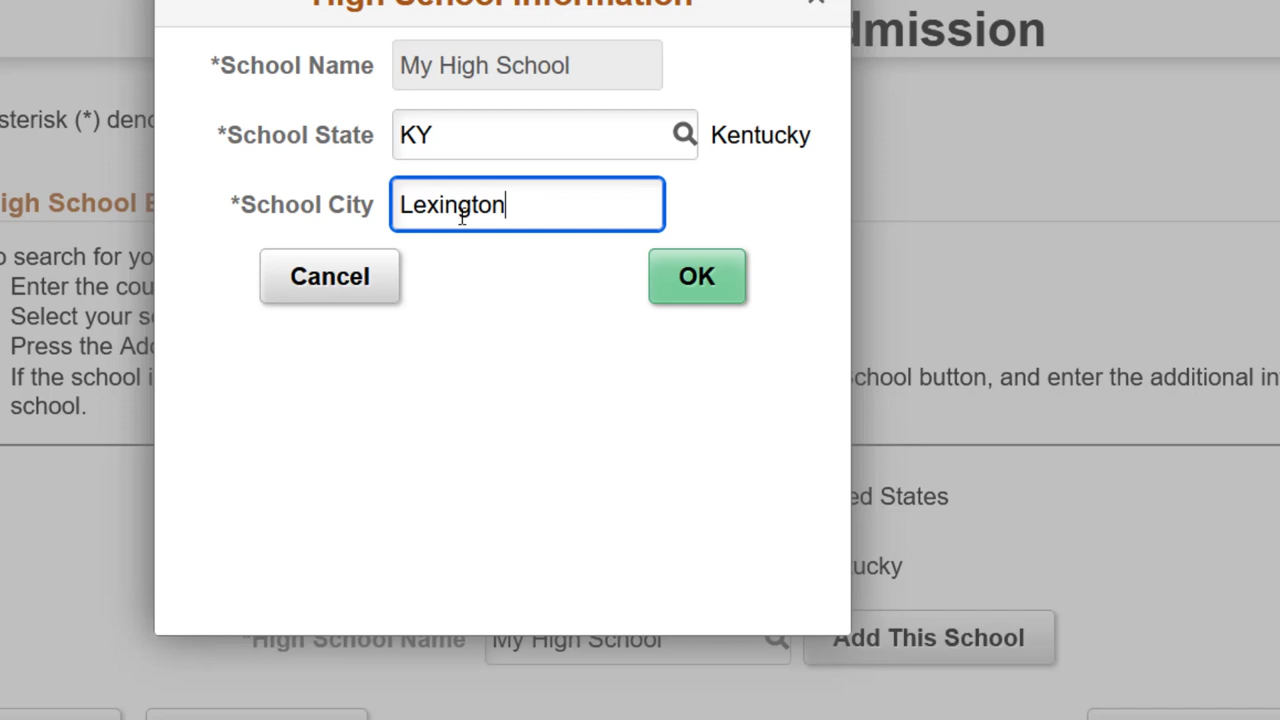 High School Information
dmission
*School Name My High School
sterisk (*) deno
*School State KY Kentucky
igh School E
*School City Lexington
o search for yo
Cancel OK
Enter the cou
Select your s
Press the Add
If the school i
chool button, and enter the additional in
school.
ed States
ucky
*High School Name My High School Add This School